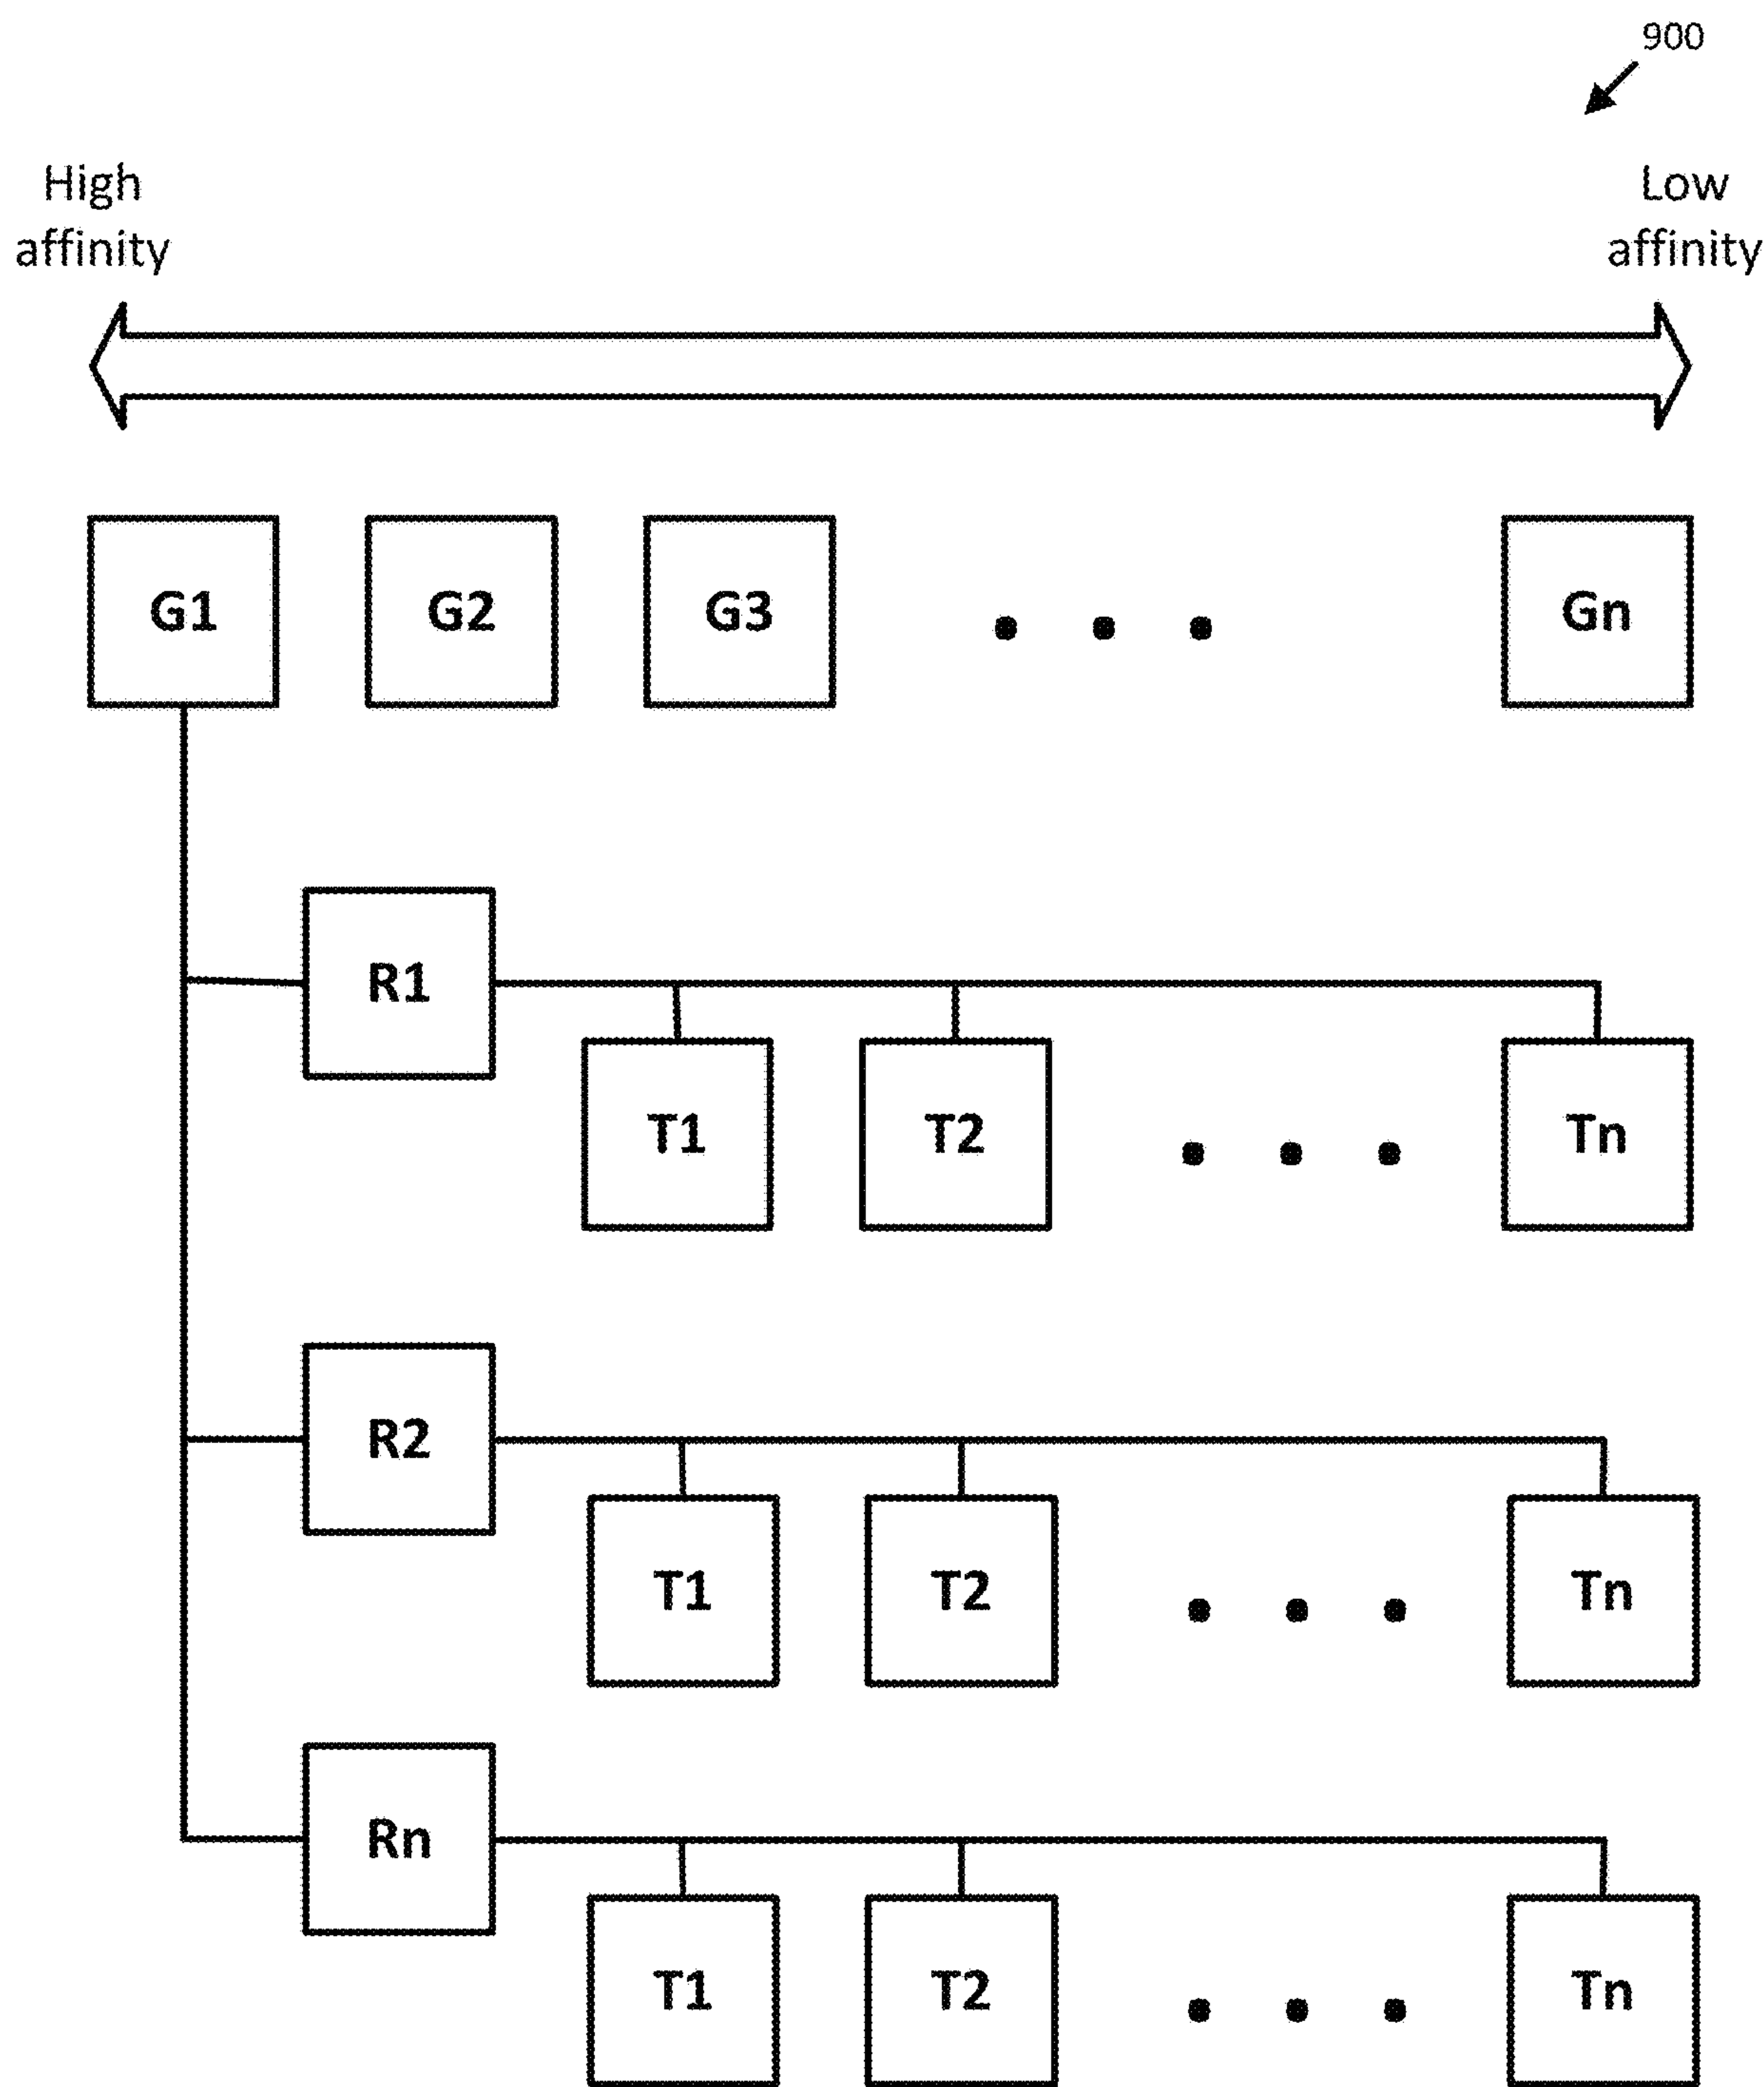 900
High
affinity
Low
affinity
G1
G2
G3
Gn
R1
T1
T2
Tn
R2
T1
T2
Tn
Rn
T1
T2
Tn